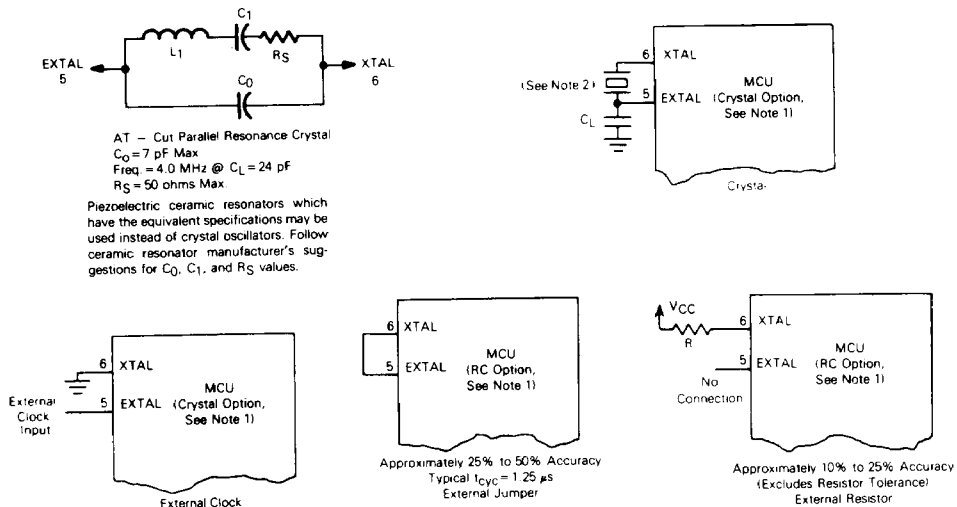 C1
L1
RS
EXTAL
5
XTAL
6
C0
AT – Cut Parallel Resonance Crystal
C0 = 7 pF Max
Freq. = 4.0 MHz @ CL = 24 pF
RS = 50 ohms Max.
Piezoelectric ceramic resonators which
have the equivalent specifications may be
used instead of crystal oscillators. Follow
ceramic resonator manufacturer's sug-
gestions for C0, C1, and RS values.
6 XTAL
(See Note 2)
5 EXTAL
CL
MCU
(Crystal Option,
See Note 1)
Crystal
6 XTAL
External
Clock
Input
5 EXTAL
MCU
(Crystal Option,
See Note 1)
External Clock
6 XTAL
5 EXTAL
MCU
(RC Option,
See Note 1)
Approximately 25% to 50% Accuracy
Typical tcyc = 1.25 µs
External Jumper
VCC
R
6 XTAL
5 EXTAL
No
Connection
MCU
(RC Option,
See Note 1)
Approximately 10% to 25% Accuracy
(Excludes Resistor Tolerance)
External Resistor